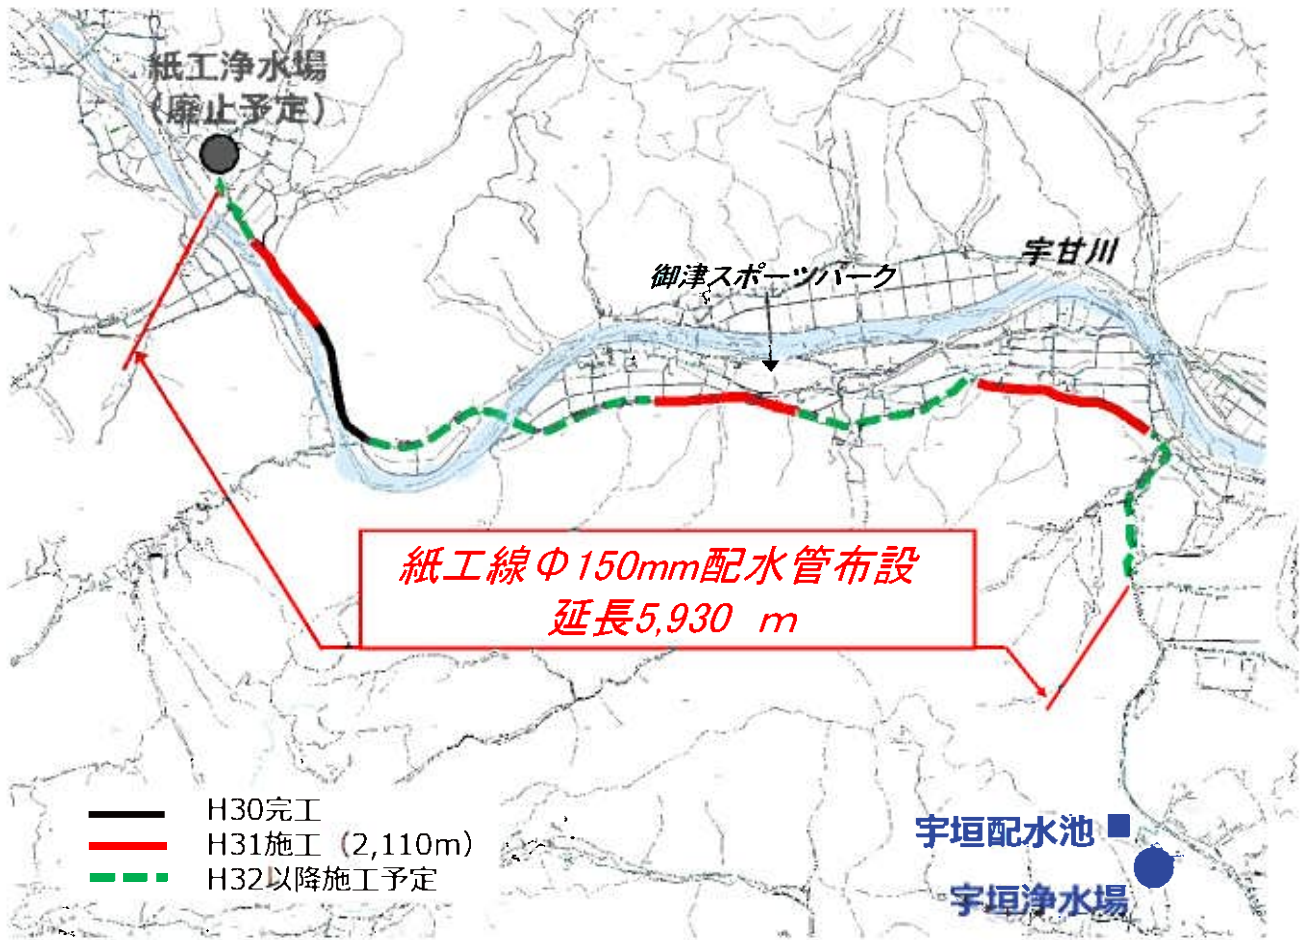 紙工浄水場
（廃止予定）
宇甘川
御津スポーツパーク
紙工線Φ150mm配水管布設
延長5,930 m
H30完工
H31施工（2,110m）
H32以降施工予定
宇垣配水池
宇垣浄水場